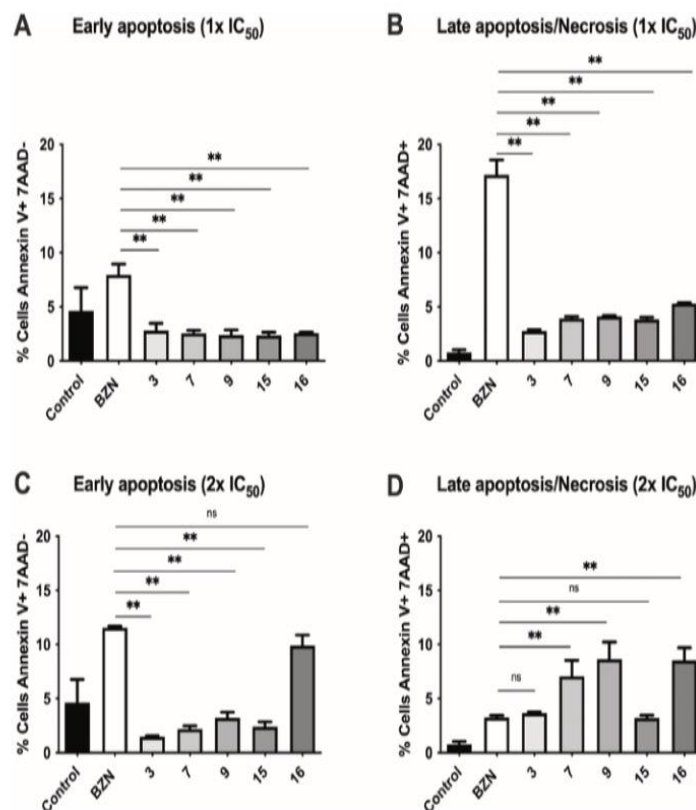 A Early apoptosis (1x IC50)
**
**
**
**
**
% Cells Annexin V+ 7AAD-
20
15
10
5
0
Control BZN 3 7 9 15 16
B Late apoptosis/Necrosis (1x IC50)
**
**
**
**
**
% Cells Annexin V+ 7AAD+
20
15
10
5
0
Control BZN 3 7 9 15 16
C Early apoptosis (2x IC50)
ns
**
**
**
**
% Cells Annexin V+ 7AAD-
20
15
10
5
0
Control BZN 3 7 9 15 16
D Late apoptosis/Necrosis (2x IC50)
**
ns
**
**
ns
% Cells Annexin V+ 7AAD+
20
15
10
5
0
Control BZN 3 7 9 15 16